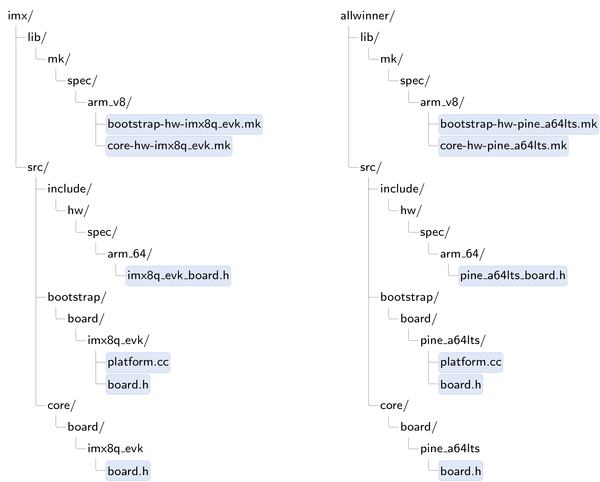 imx/
lib/
mk/
spec/
arm_v8/
bootstrap-hw-imx8q_evk.mk
core-hw-imx8q_evk.mk
src/
include/
hw/
spec/
arm_64/
imx8q_evk_board.h
bootstrap/
board/
imx8q_evk/
platform.cc
board.h
core/
board/
imx8q_evk
board.h
allwinner/
lib/
mk/
spec/
arm_v8/
bootstrap-hw-pine_a64lts.mk
core-hw-pine_a64lts.mk
src/
include/
hw/
spec/
arm_64/
pine_a64lts_board.h
bootstrap/
board/
pine_a64lts/
platform.cc
board.h
core/
board/
pine_a64lts
board.h